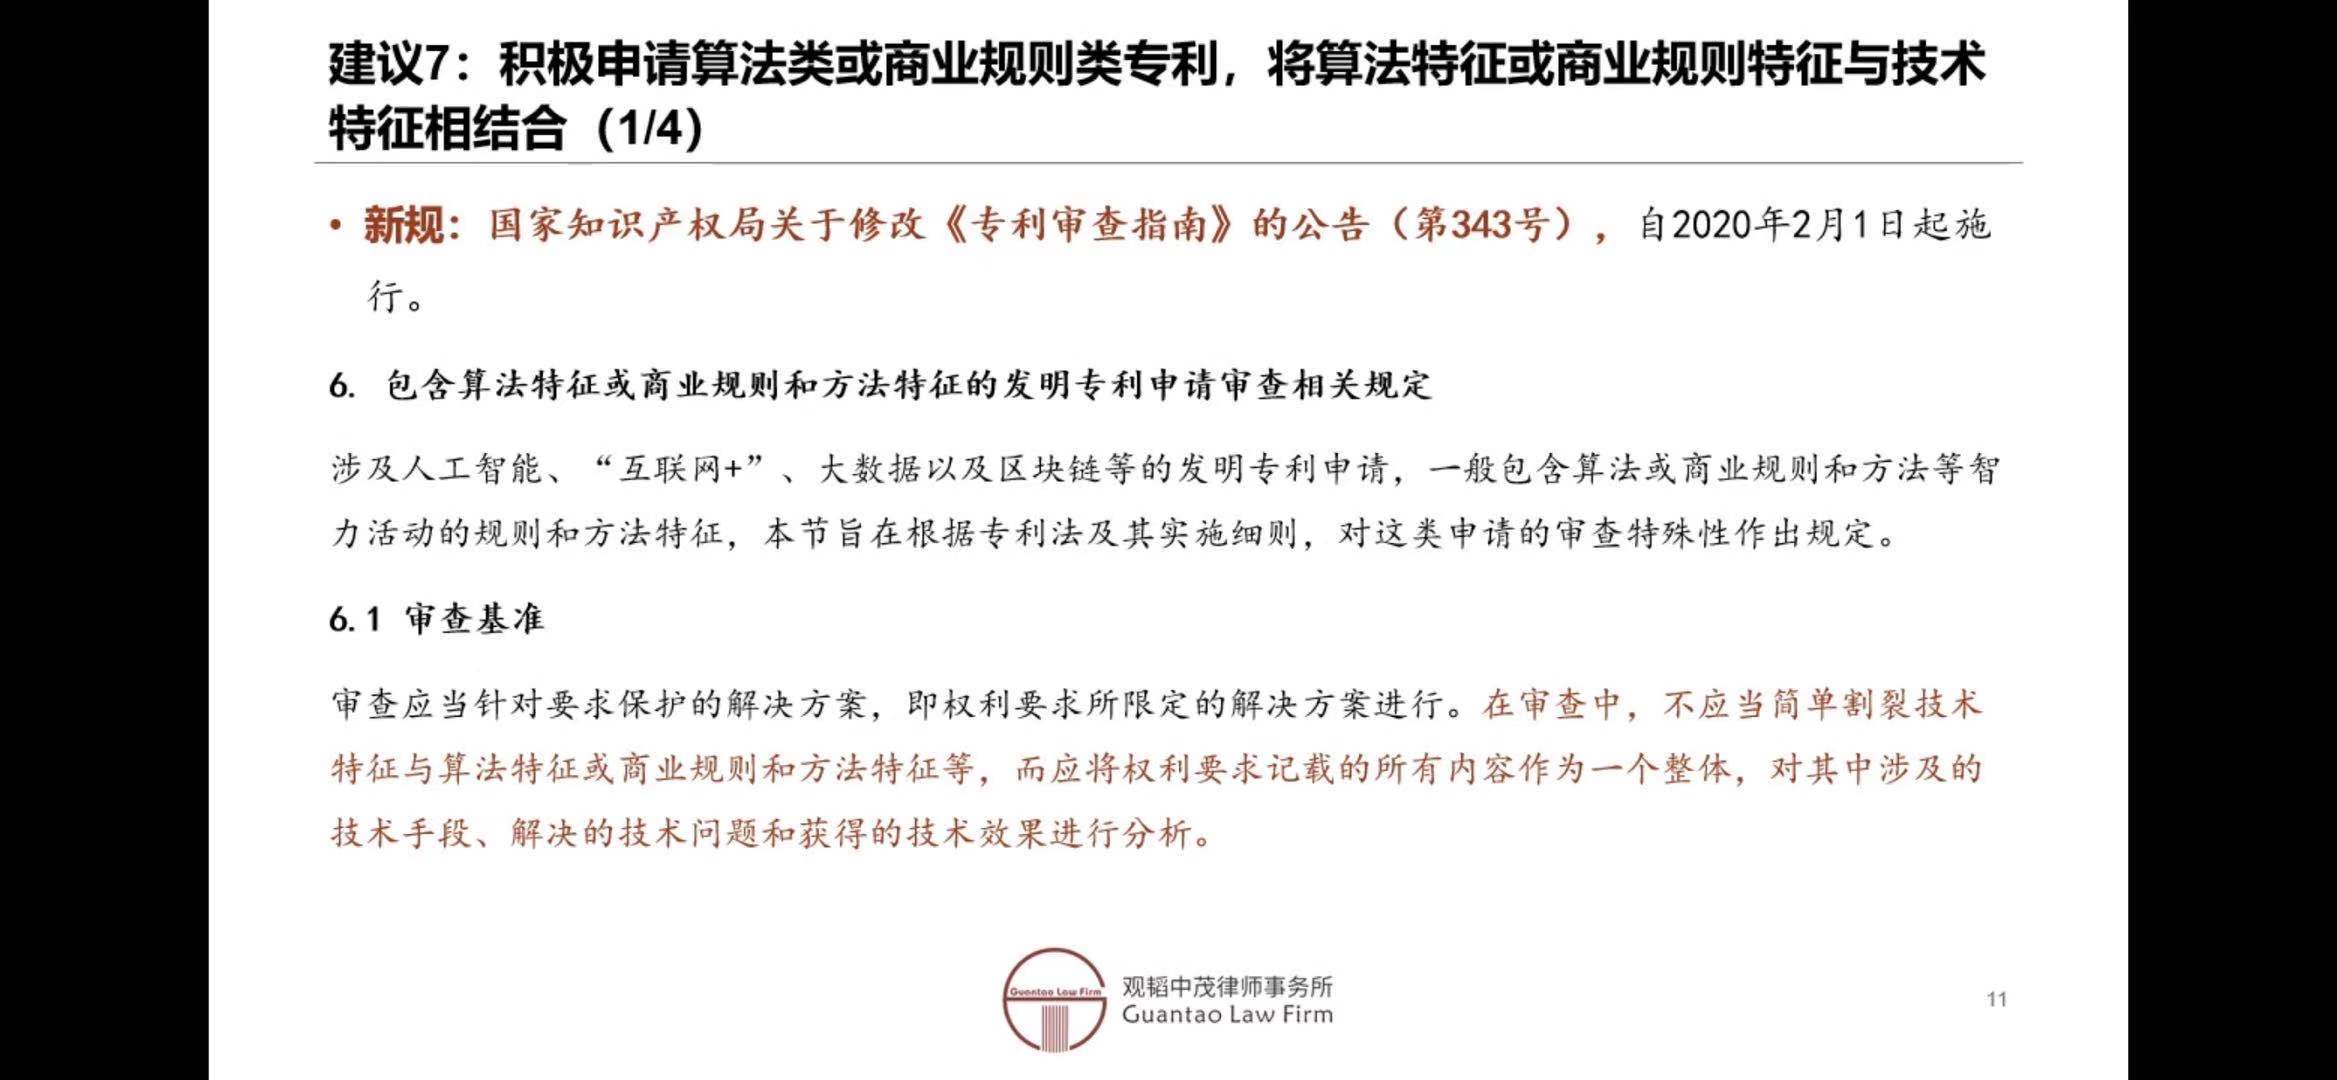 建议7：积极申请算法类或商业规则类专利，将算法特征或商业规则特征与技术
特征相结合（1/4）
• 新规：国家知识产权局关于修改《专利审查指南》的公告（第343号），自2020年2月1日起施
行。
6. 包含算法特征或商业规则和方法特征的发明专利申请审查相关规定
涉及人工智能、“互联网+”、大数据以及区块链等的发明专利申请，一般包含算法或商业规则和方法等智
力活动的规则和方法特征，本节旨在根据专利法及其实施细则，对这类申请的审查特殊性作出规定。
6.1 审查基准
审查应当针对要求保护的解决方案，即权利要求所限定的解决方案进行。在审查中，不应当简单割裂技术
特征与算法特征或商业规则和方法特征等，而应将权利要求记载的所有内容作为一个整体，对其中涉及的
技术手段、解决的技术问题和获得的技术效果进行分析。
Guantao Law Firm
观韬中茂律师事务所
Guantao Law Firm
11